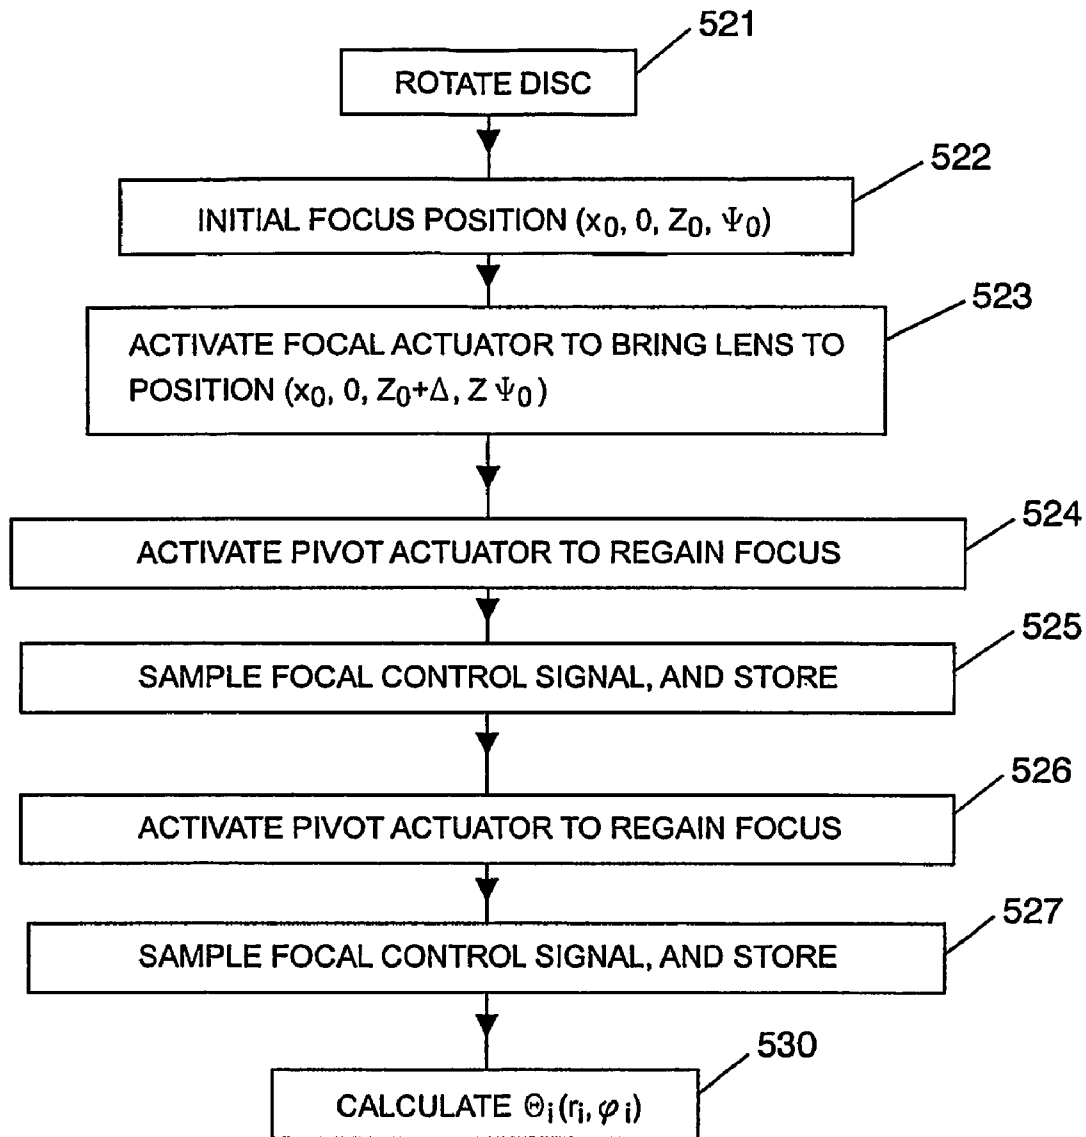 521
ROTATE DISC
522
INITIAL FOCUS POSITION (x₀, 0, Z₀, Ψ₀)
523
ACTIVATE FOCAL ACTUATOR TO BRING LENS TO
POSITION (x₀, 0, Z₀+Δ, Z Ψ₀)
524
ACTIVATE PIVOT ACTUATOR TO REGAIN FOCUS
525
SAMPLE FOCAL CONTROL SIGNAL, AND STORE
526
ACTIVATE PIVOT ACTUATOR TO REGAIN FOCUS
527
SAMPLE FOCAL CONTROL SIGNAL, AND STORE
530
CALCULATE Θᵢ(rᵢ, φᵢ)